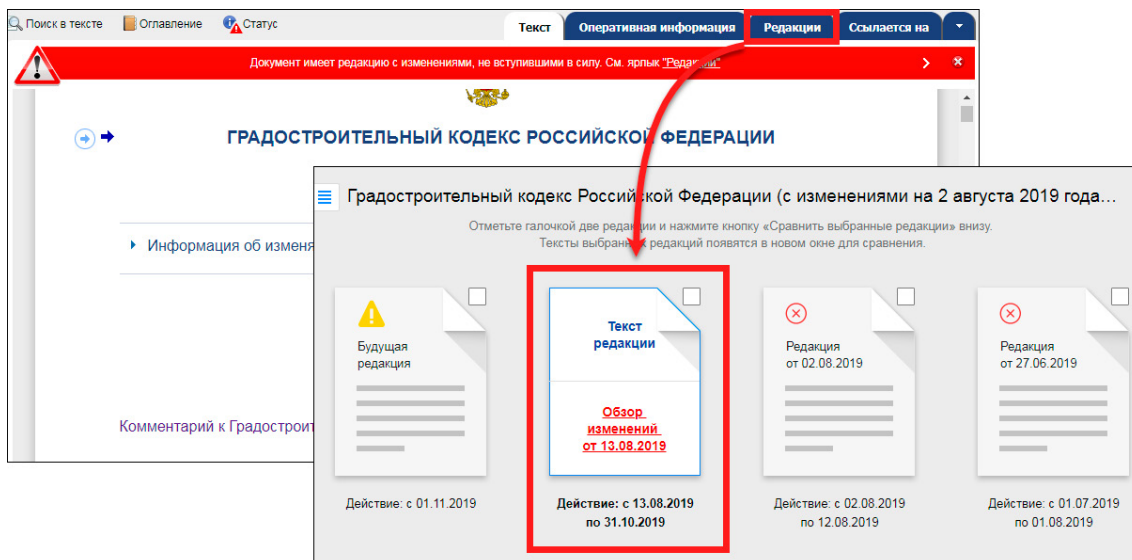 Поиск в тексте Оглавление Статус
Текст Оперативная информация Редакции Ссылается на
Документ имеет редакцию с изменениями, не вступившими в силу. См. ярлык "Редакции"
ГРАДОСТРОИТЕЛЬНЫЙ КОДЕКС РОССИЙСКОЙ ФЕДЕРАЦИИ
Информация об изменя
Комментарий к Градостроит
Градостроительный кодекс Российской Федерации (с изменениями на 2 августа 2019 года...
Отметьте галочкой две редакции и нажмите кнопку «Сравнить выбранные редакции» внизу.
Тексты выбранных редакций появятся в новом окне для сравнения.
Будущая
редакция
Действие: с 01.11.2019
Текст
редакции
Обзор
изменений
от 13.08.2019
Действие: с 13.08.2019
по 31.10.2019
Редакция
от 02.08.2019
Действие: с 02.08.2019
по 12.08.2019
Редакция
от 27.06.2019
Действие: с 01.07.2019
по 01.08.2019